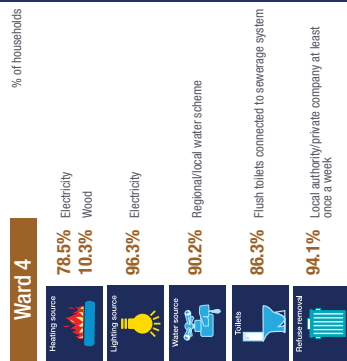 Ward 4
% of households
Heating source
78.5% Electricity
10.3% Wood
Lighting source
96.3% Electricity
Water source
90.2% Regional/local water scheme
Toilets
86.3% Flush toilets connected to sewerage system
Refuse removal
94.1% Local authority/private company at least
once a week